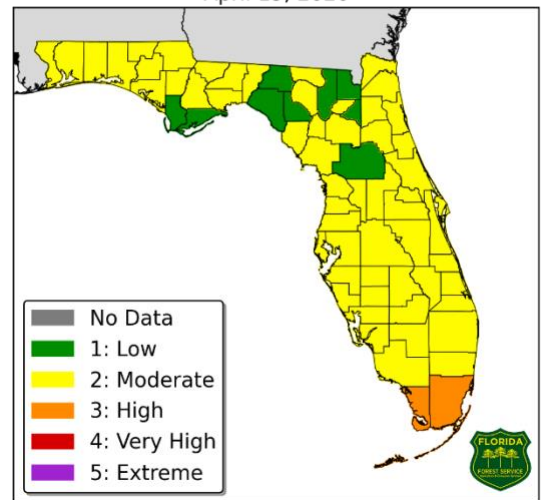 No Data
1: Low
2: Moderate
3: High
4: Very High
5: Extreme
FLORIDA
FOREST SERVICE